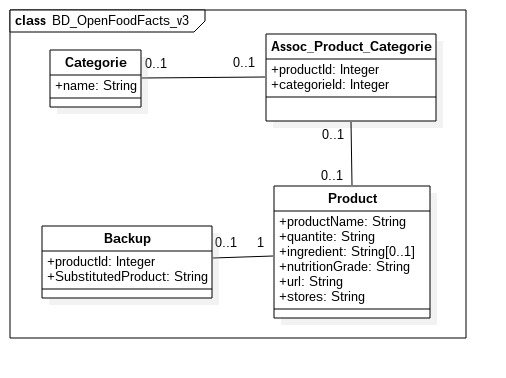 class BD_OpenFoodFacts_v3
Categorie
+name: String
0..1
0..1
Assoc_Product_Categorie
+productId: Integer
+categorieId: Integer
0..1
0..1
Product
+productName: String
+quantite: String
+ingredient: String[0..1]
+nutritionGrade: String
+url: String
+stores: String
Backup
+productId: Integer
+SubstitutedProduct: String
0..1
1